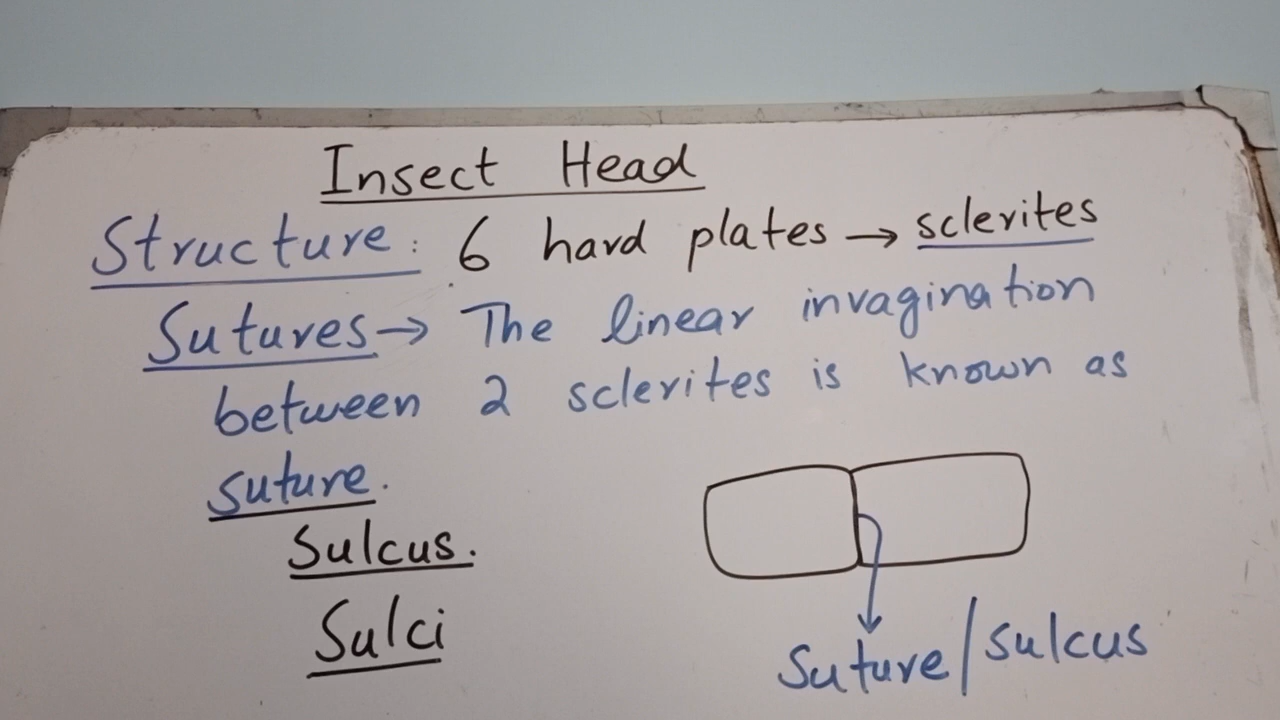 Insect Head
Structure: 6 hard plates → sclerites
Sutures → The linear invagination
between 2 sclerites is known as
suture.
Sulcus.
Sulci
Suture/sulcus